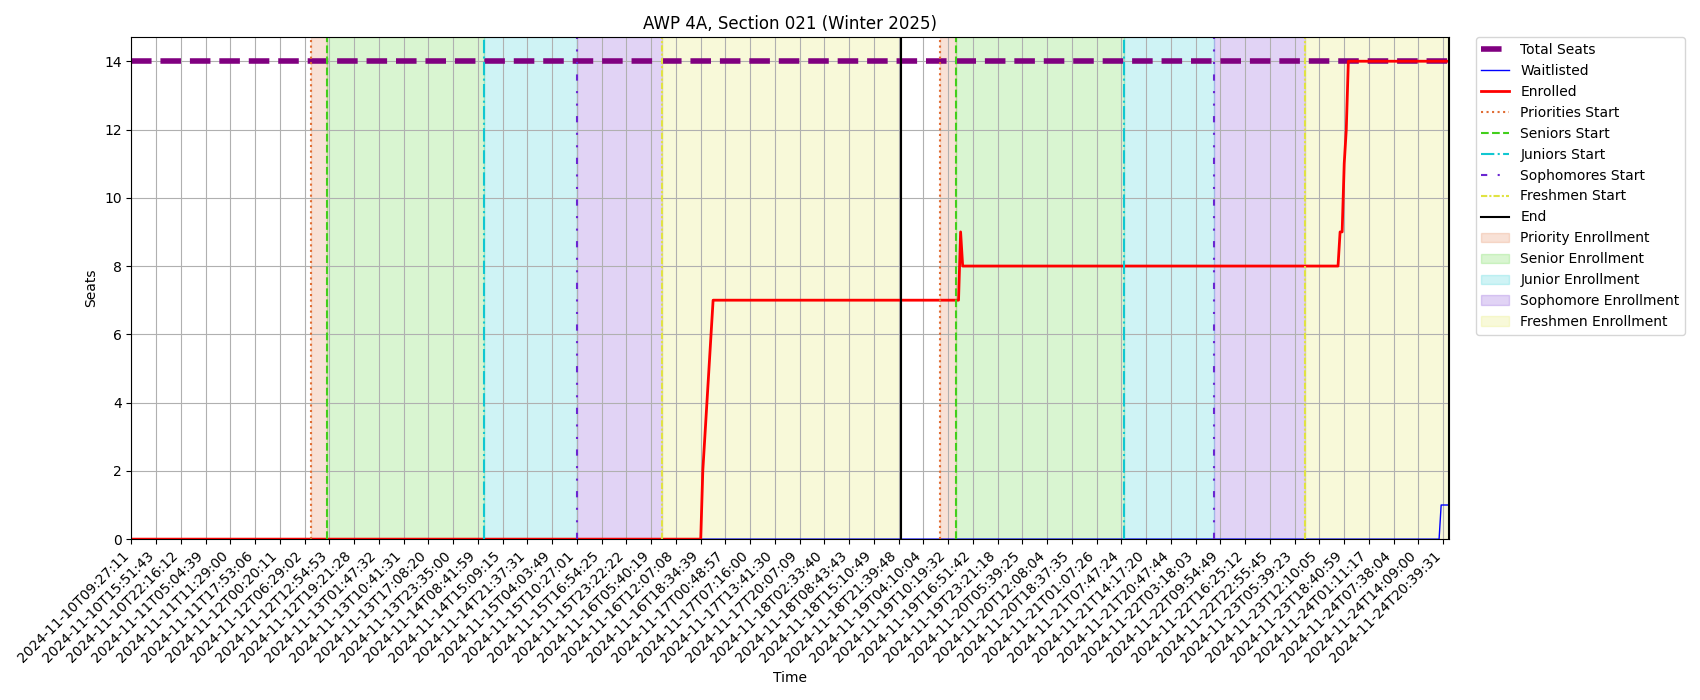 AWP 4A, Section 021 (Winter 2025)
Seats
14
12
10
8
6
4
2
0
2024-11-10T09:27:11
2024-11-10T15:51:43
2024-11-10T22:16:12
2024-11-11T05:04:39
2024-11-11T11:29:00
2024-11-11T17:53:06
2024-11-12T00:20:11
2024-11-12T06:29:02
2024-11-12T12:54:53
2024-11-12T19:21:28
2024-11-13T01:47:32
2024-11-13T10:41:31
2024-11-13T17:08:20
2024-11-13T23:35:00
2024-11-14T08:41:59
2024-11-14T15:09:15
2024-11-14T21:37:31
2024-11-15T04:03:49
2024-11-15T10:27:01
2024-11-15T16:54:25
2024-11-15T23:22:22
2024-11-16T05:40:19
2024-11-16T12:07:08
2024-11-16T18:34:39
2024-11-17T00:48:57
2024-11-17T07:16:00
2024-11-17T13:41:30
2024-11-17T20:07:09
2024-11-18T02:33:40
2024-11-18T08:43:43
2024-11-18T15:10:49
2024-11-18T21:39:48
2024-11-19T04:10:04
2024-11-19T10:19:32
2024-11-19T16:51:42
2024-11-19T23:21:18
2024-11-20T05:39:25
2024-11-20T12:08:04
2024-11-20T18:37:35
2024-11-21T01:07:26
2024-11-21T07:47:24
2024-11-21T14:17:20
2024-11-21T20:47:44
2024-11-22T03:18:03
2024-11-22T09:54:49
2024-11-22T16:25:12
2024-11-22T22:55:45
2024-11-23T05:39:23
2024-11-23T12:10:05
2024-11-23T18:40:59
2024-11-24T01:11:17
2024-11-24T07:38:04
2024-11-24T14:09:00
2024-11-24T20:39:31
Time
Total Seats
Waitlisted
Enrolled
Priorities Start
Seniors Start
Juniors Start
Sophomores Start
Freshmen Start
End
Priority Enrollment
Senior Enrollment
Junior Enrollment
Sophomore Enrollment
Freshmen Enrollment